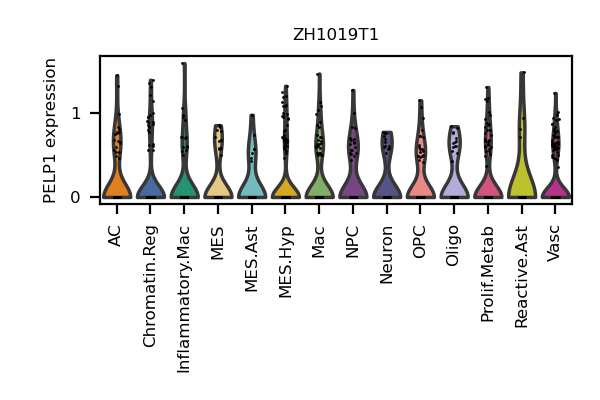 ZH1019T1
PELP1 expression
1
0
AC
Chromatin.Reg
Inflammatory.Mac
MES
MES.Ast
MES.Hyp
Mac
NPC
Neuron
OPC
Oligo
Prolif.Metab
Reactive.Ast
Vasc